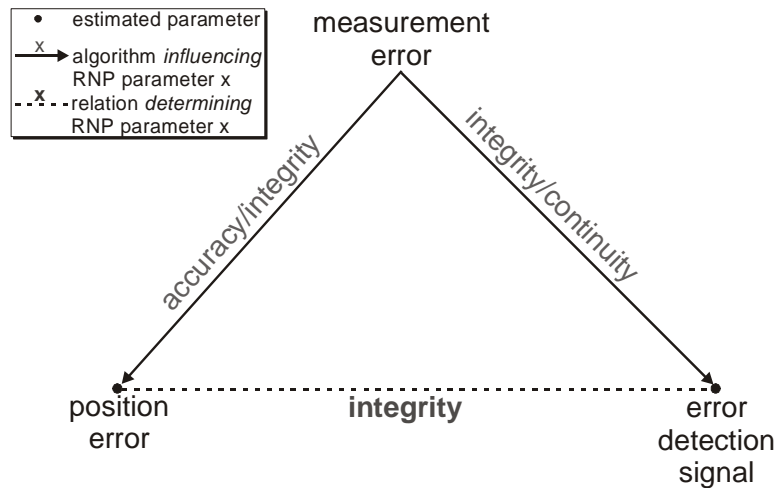 estimated parameter
x
algorithm influencing
RNP parameter x
x
relation determining
RNP parameter x
measurement
error
accuracy/integrity
integrity/continuity
position
error
integrity
error
detection
signal